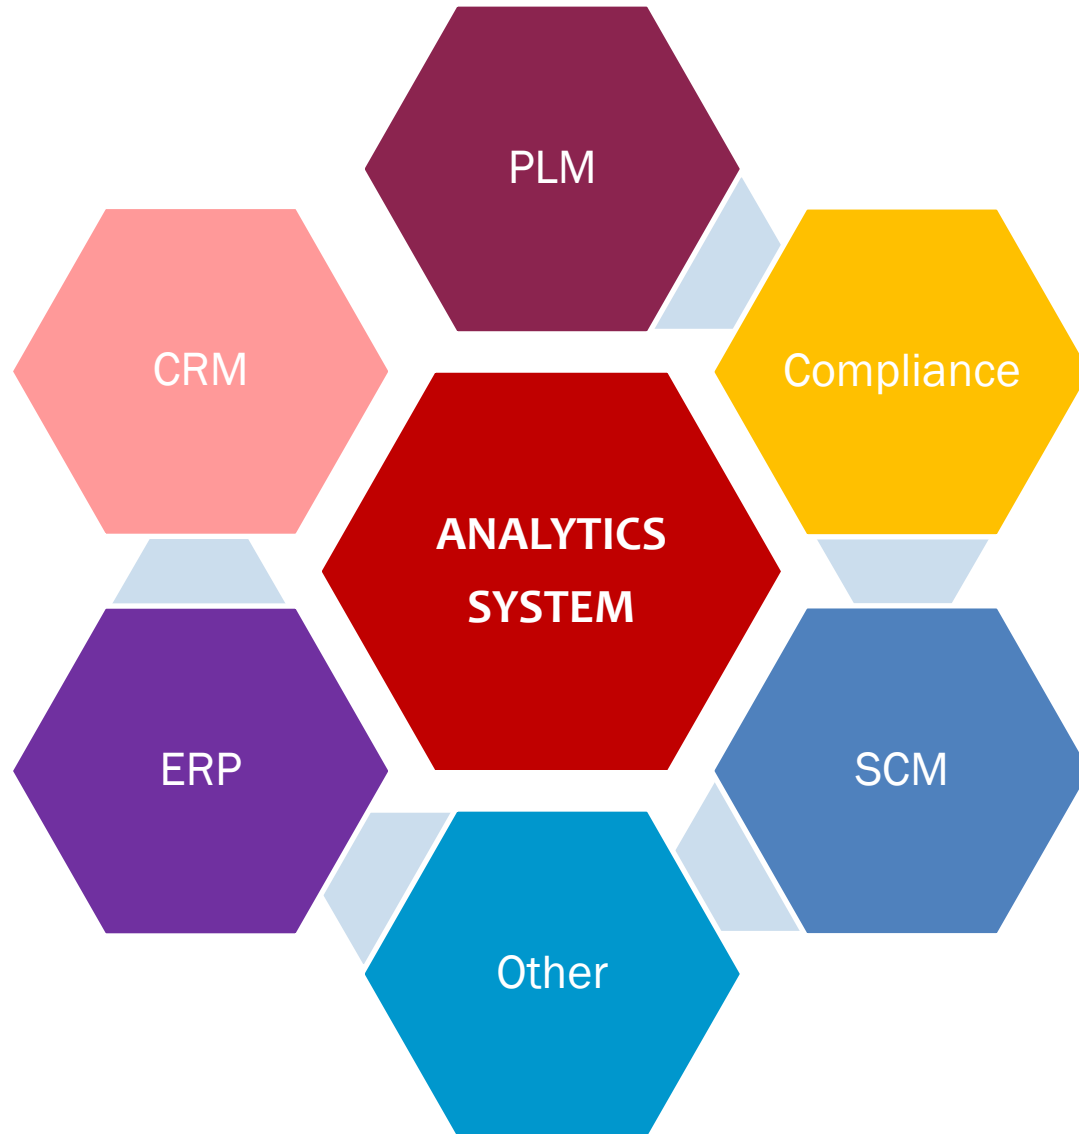 PLM
CRM
Compliance
ANALYTICS
SYSTEM
ERP
SCM
Other